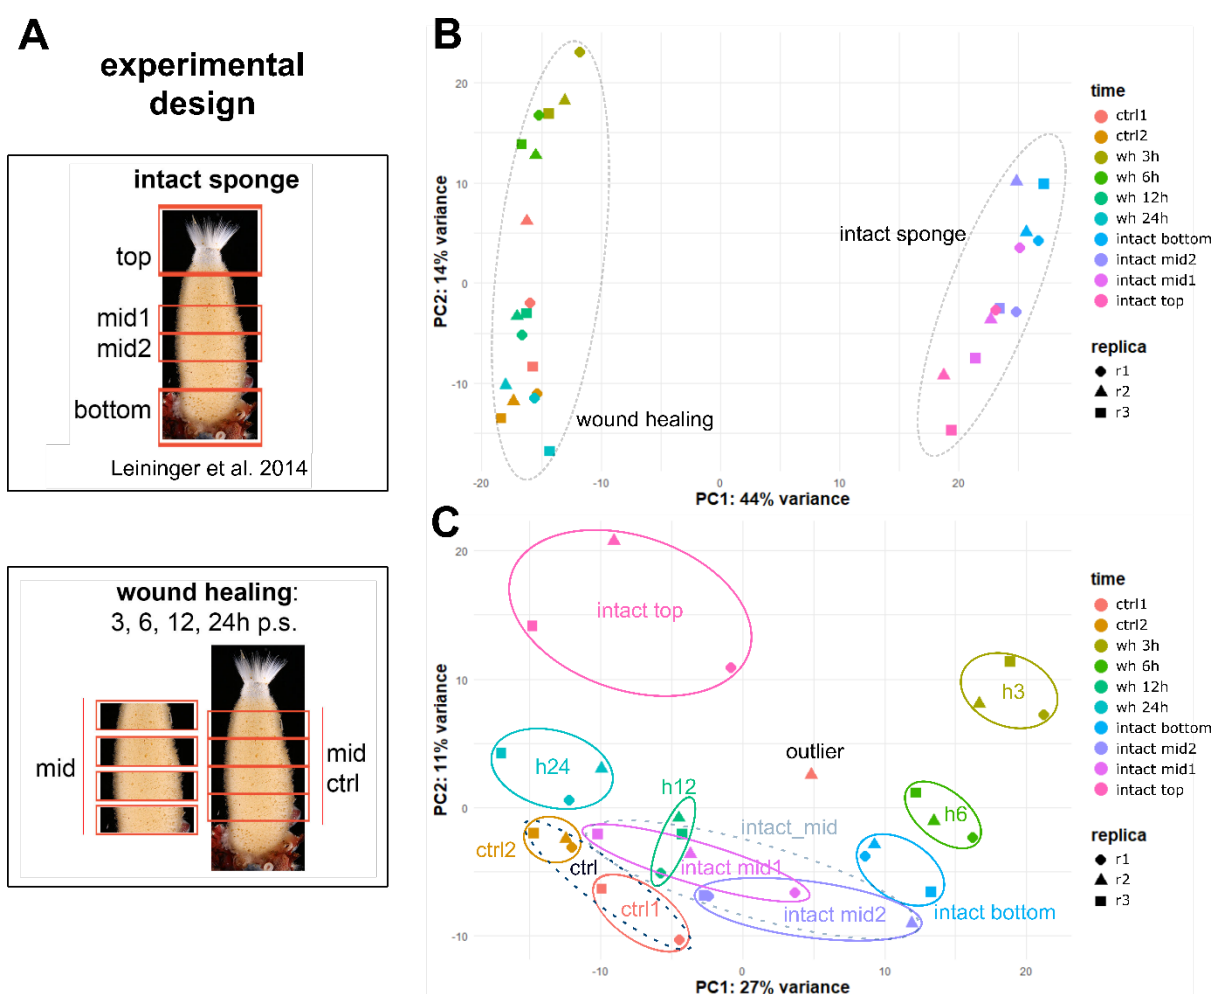 A
experimental
design
intact sponge
top
mid1
mid2
bottom
Leininger et al. 2014
wound healing:
3, 6, 12, 24h p.s.
mid
mid
ctrl
B
20
10
0
-10
PC2: 14% variance
intact sponge
wound healing
-20
-10
0
10
20
PC1: 44% variance
time
ctrl1
ctrl2
wh 3h
wh 6h
wh 12h
wh 24h
intact bottom
intact mid2
intact mid1
intact top
replica
r1
r2
r3
C
20
10
0
-10
PC2: 11% variance
intact top
h3
outlier
h24
h12
h6
intact_mid
ctrl2
ctrl
intact mid1
ctrl1
intact mid2
intact bottom
-10
0
10
20
PC1: 27% variance
time
ctrl1
ctrl2
wh 3h
wh 6h
wh 12h
wh 24h
intact bottom
intact mid2
intact mid1
intact top
replica
r1
r2
r3